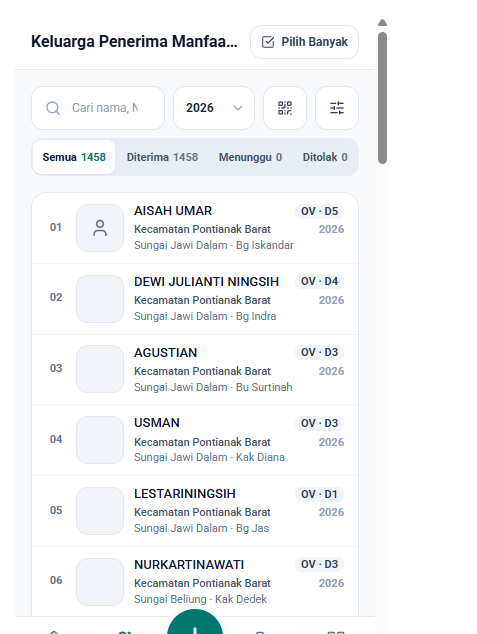 Keluarga Penerima Manfaa...
Pilih Banyak
Cari nama, N
2026
Semua 1458
Diterima 1458
Menunggu 0
Ditolak 0
01
AISAH UMAR
OV · D5
Kecamatan Pontianak Barat
2026
Sungai Jawi Dalam · Bg Iskandar
02
DEWI JULIANTI NINGSIH
OV · D4
Kecamatan Pontianak Barat
2026
Sungai Jawi Dalam · Bg Indra
03
AGUSTIAN
OV · D3
Kecamatan Pontianak Barat
2026
Sungai Jawi Dalam · Bu Surtinah
04
USMAN
OV · D3
Kecamatan Pontianak Barat
2026
Sungai Jawi Dalam · Kak Diana
05
LESTARININGSIH
OV · D1
Kecamatan Pontianak Barat
2026
Sungai Jawi Dalam · Bg Jas
06
NURKARTINAWATI
OV · D3
Kecamatan Pontianak Barat
2026
Sungai Beliung · Kak Dedek